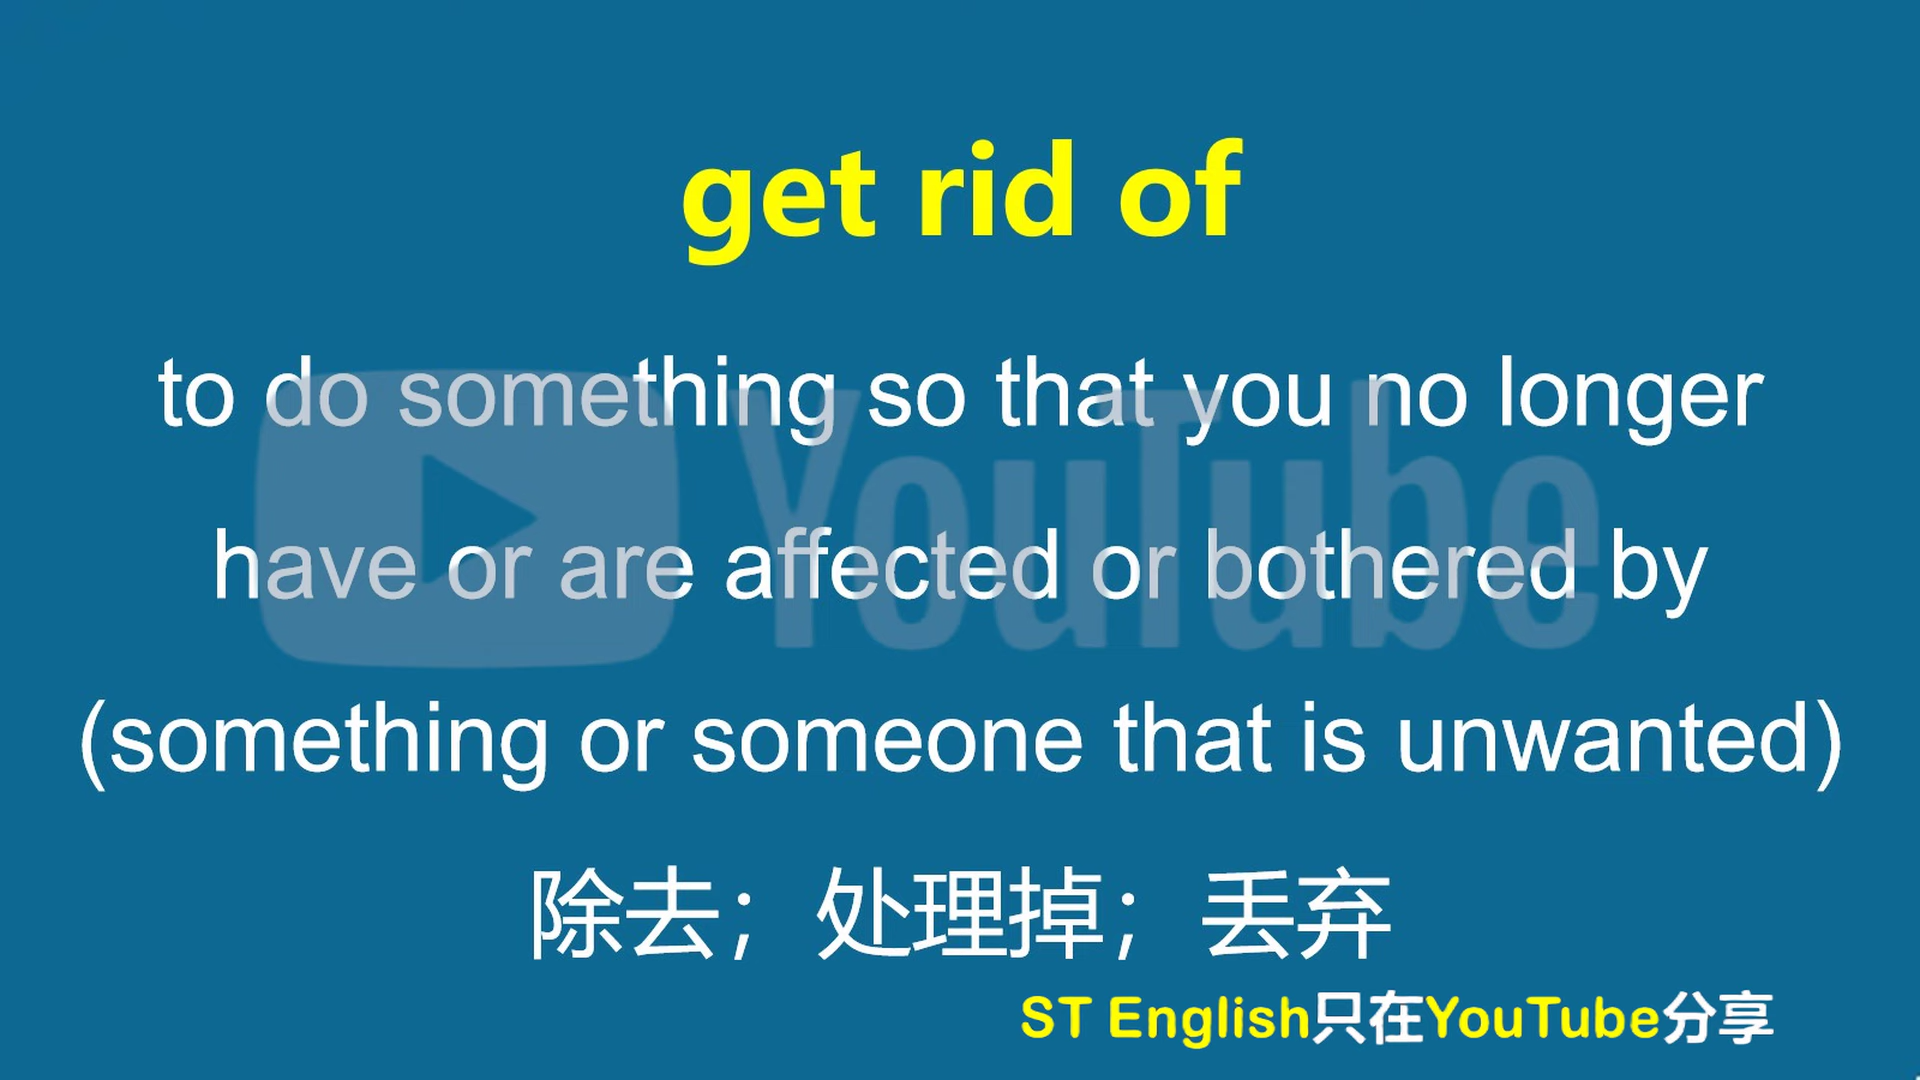 get rid of
to do something so that you no longer
have or are affected or bothered by
(something or someone that is unwanted)
YouTube
除去；处理掉；丢弃
ST English只在YouTube分享